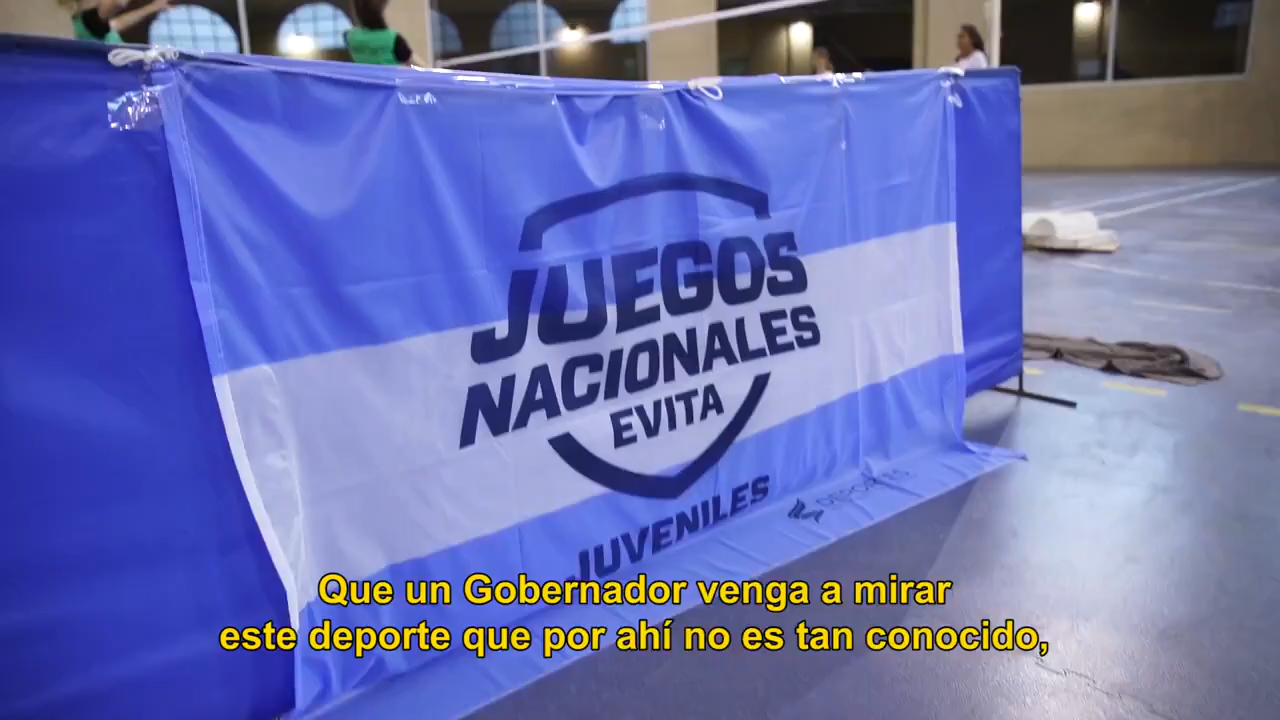 JUEGOS
NACIONALES
EVITA
JUVENILES
Que un Gobernador venga a mirar
este deporte que por ahí no es tan conocido,